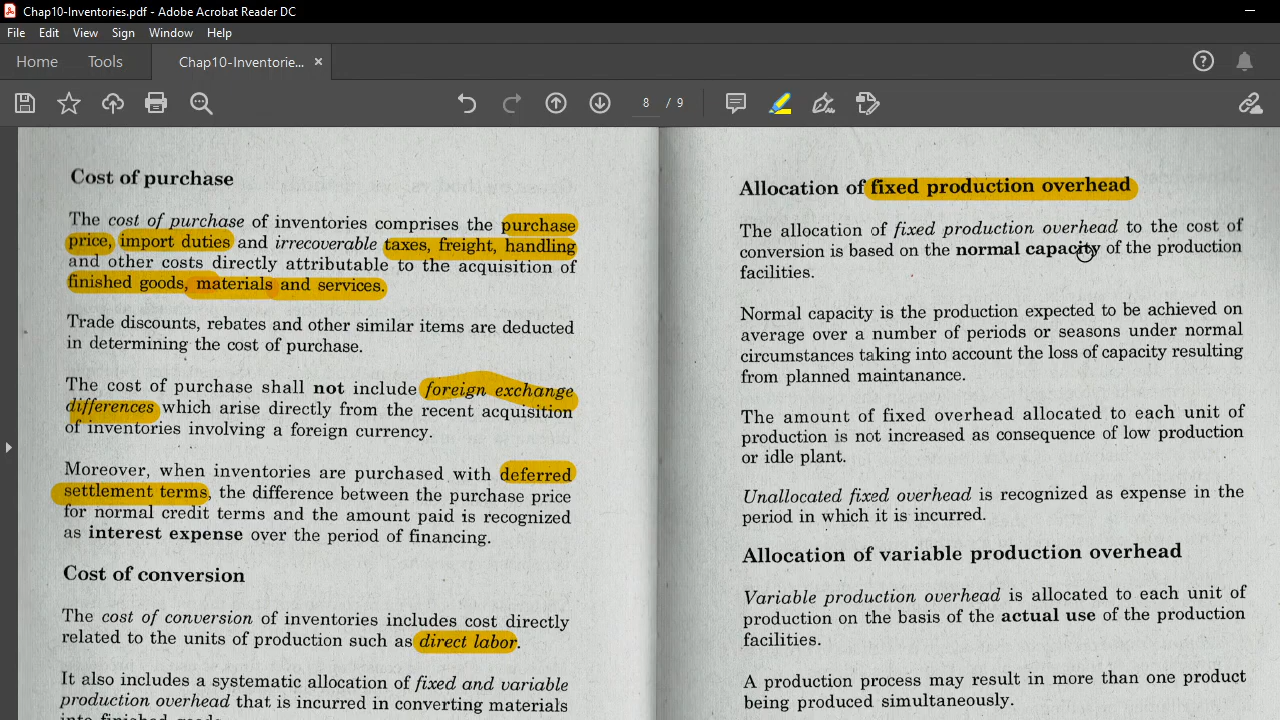 Chap10-Inventories.pdf - Adobe Acrobat Reader DC
File Edit View Sign Window Help
Home Tools Chap10-Inventorie... ×
8 / 9
Cost of purchase
The cost of purchase of inventories comprises the purchase
price, import duties and irrecoverable taxes, freight, handling
and other costs directly attributable to the acquisition of
finished goods, materials and services.
Trade discounts, rebates and other similar items are deducted
in determining the cost of purchase.
The cost of purchase shall not include foreign exchange
differences which arise directly from the recent acquisition
of inventories involving a foreign currency.
Moreover, when inventories are purchased with deferred
settlement terms, the difference between the purchase price
for normal credit terms and the amount paid is recognized
as interest expense over the period of financing.
Cost of conversion
The cost of conversion of inventories includes cost directly
related to the units of production such as direct labor.
It also includes a systematic allocation of fixed and variable
production overhead that is incurred in converting materials
into finished goods
Allocation of fixed production overhead
The allocation of fixed production overhead to the cost of
conversion is based on the normal capacity of the production
facilities.
Normal capacity is the production expected to be achieved on
average over a number of periods or seasons under normal
circumstances taking into account the loss of capacity resulting
from planned maintanance.
The amount of fixed overhead allocated to each unit of
production is not increased as consequence of low production
or idle plant.
Unallocated fixed overhead is recognized as expense in the
period in which it is incurred.
Allocation of variable production overhead
Variable production overhead is allocated to each unit of
production on the basis of the actual use of the production
facilities.
A production process may result in more than one product
being produced simultaneously.